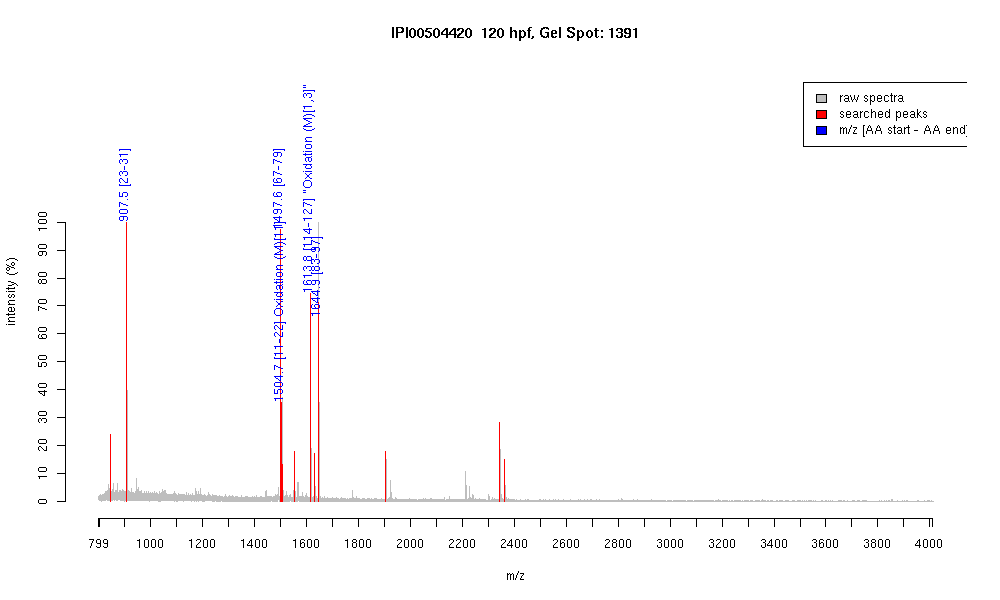 IPI00504420 120 hpf, Gel Spot: 1391
raw spectra
searched peaks
m/z [AA start - AA end]
907.5 [23-31]
1504.7 [11-22] Oxidation (M)[11]
1497.6 [67-79]
1613.8 [114-127] "Oxidation (M)[1,3]"
1644.9 [83-97]
intensity (%)
100
90
80
70
60
50
40
30
20
10
0
799 1000 1200 1400 1600 1800 2000 2200 2400 2600 2800 3000 3200 3400 3600 3800 4000
m/z